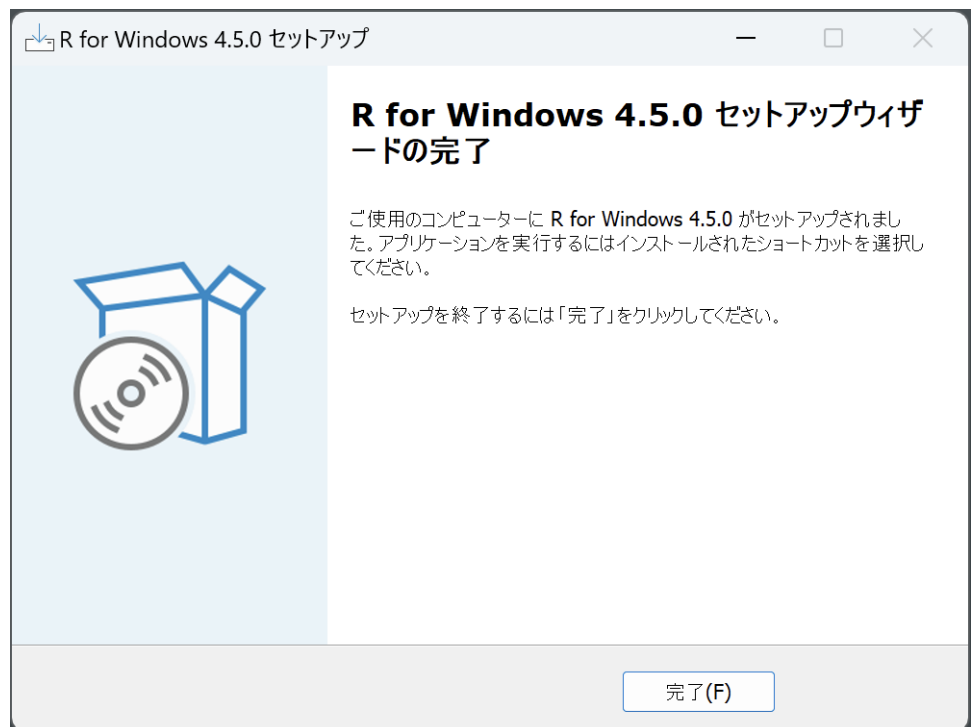 R for Windows 4.5.0 セットアップ
R for Windows 4.5.0 セットアップウィザ
ードの完了
ご使用のコンピューターに R for Windows 4.5.0 がセットアップされまし
た。アプリケーションを実行するにはインストールされたショートカットを選択し
てください。
セットアップを終了するには「完了」をクリックしてください。
完了(F)